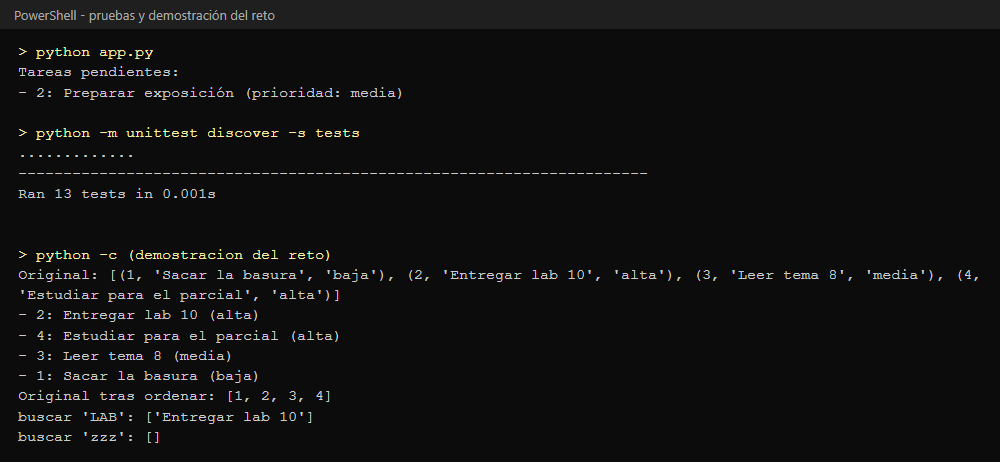 PowerShell - pruebas y demostración del reto
> python app.py
Tareas pendientes:
- 2: Preparar exposición (prioridad: media)
> python -m unittest discover -s tests
.............
----------------------------------------------------------------------
Ran 13 tests in 0.001s
> python -c (demostracion del reto)
Original: [(1, 'Sacar la basura', 'baja'), (2, 'Entregar lab 10', 'alta'), (3, 'Leer tema 8', 'media'), (4,
'Estudiar para el parcial', 'alta')]
- 2: Entregar lab 10 (alta)
- 4: Estudiar para el parcial (alta)
- 3: Leer tema 8 (media)
- 1: Sacar la basura (baja)
Original tras ordenar: [1, 2, 3, 4]
buscar 'LAB': ['Entregar lab 10']
buscar 'zzz': []